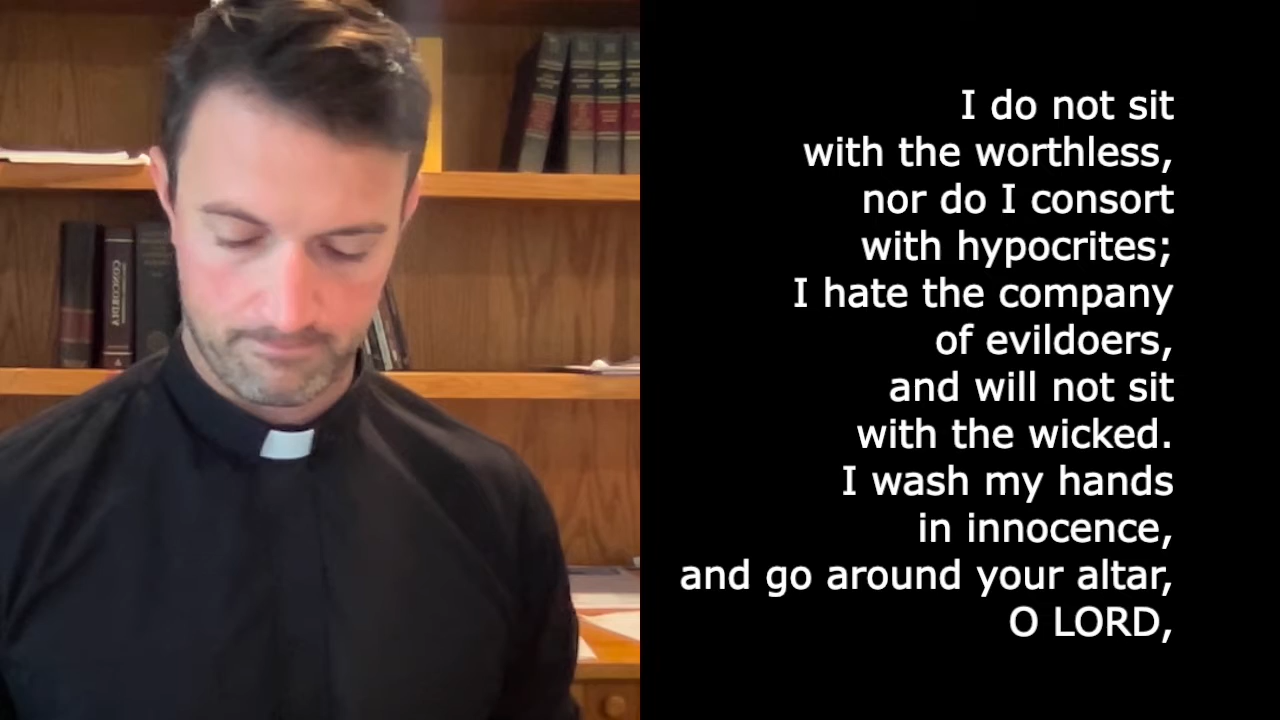 I do not sit
with the worthless,
nor do I consort
with hypocrites;
I hate the company
of evildoers,
and will not sit
with the wicked.
I wash my hands
in innocence,
and go around your altar,
O LORD,
CONCORDIA